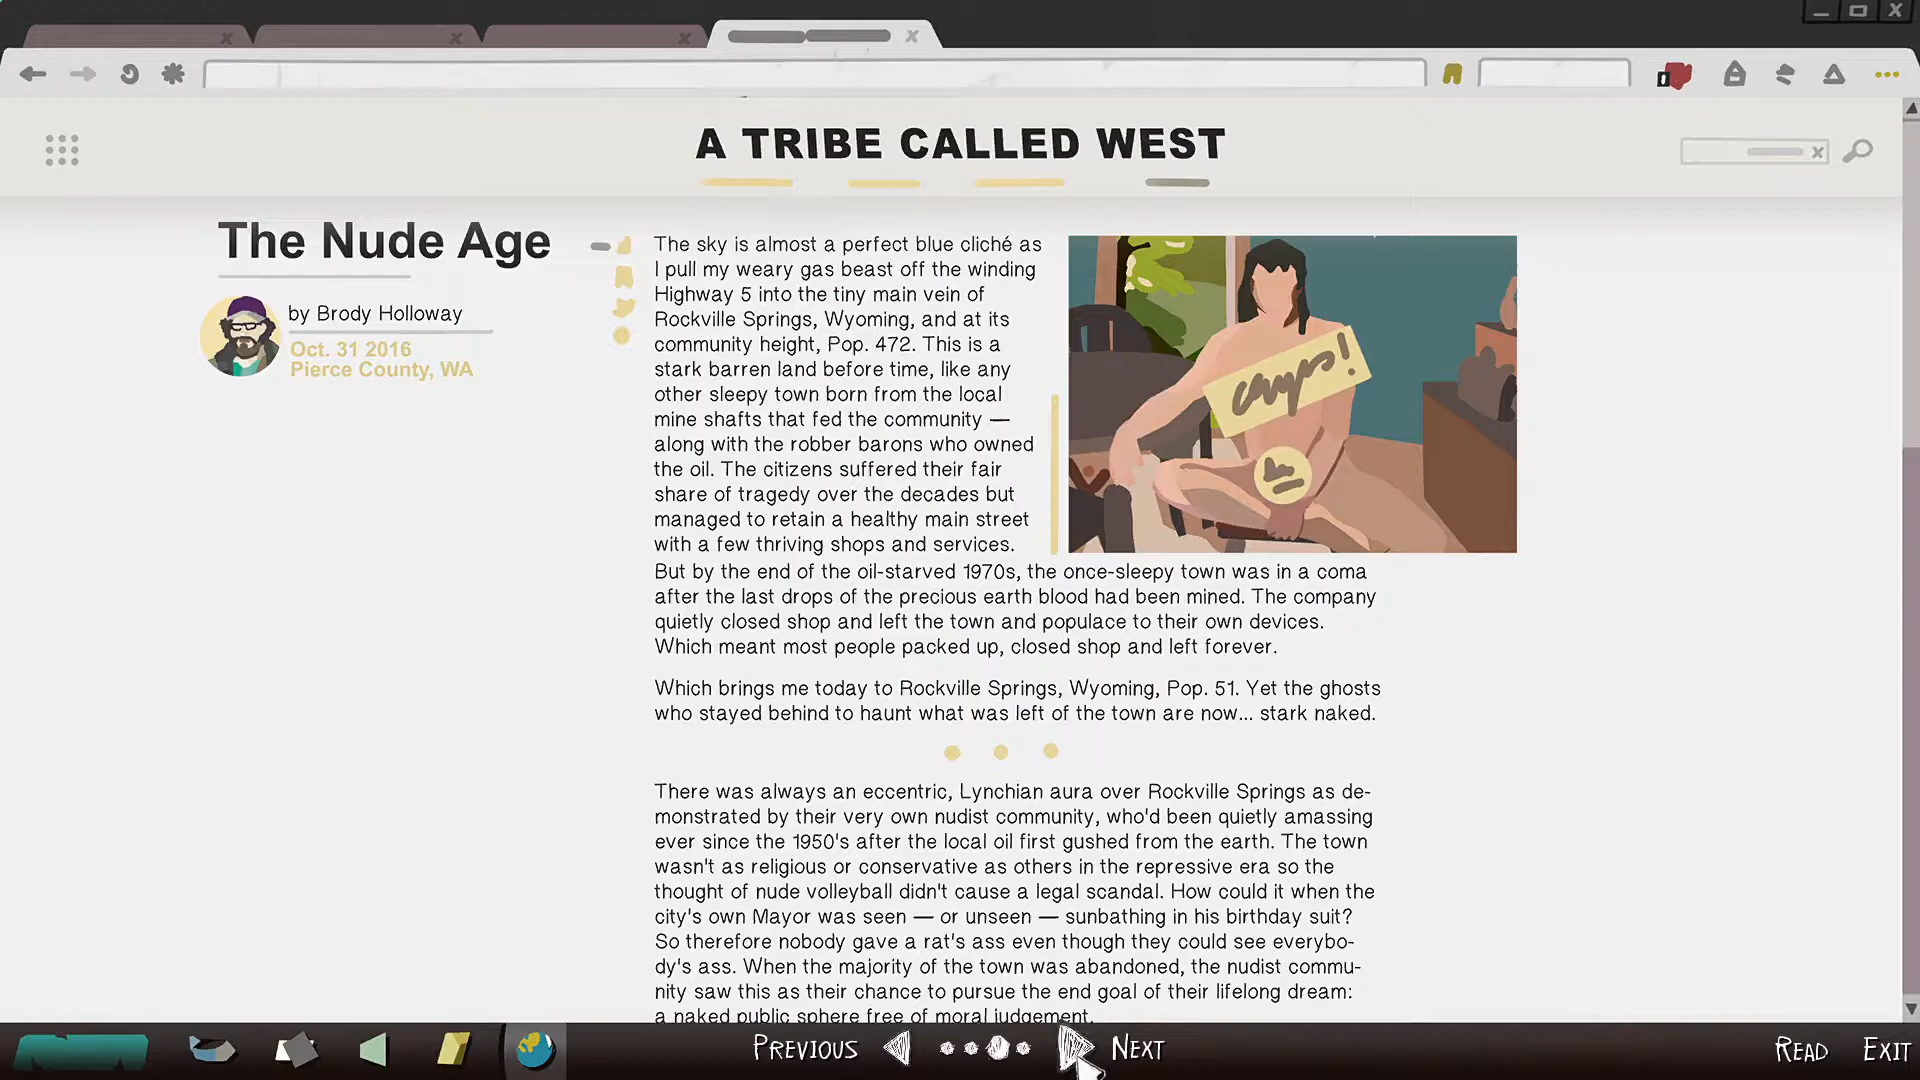 A TRIBE CALLED WEST
The Nude Age
by Brody Holloway
Oct. 31 2016
Pierce County, WA
The sky is almost a perfect blue cliché as
I pull my weary gas beast off the winding
Highway 5 into the tiny main vein of
Rockville Springs, Wyoming, and at its
community height, Pop. 472. This is a
stark barren land before time, like any
other sleepy town born from the local
mine shafts that fed the community —
along with the robber barons who owned
the oil. The citizens suffered their fair
share of tragedy over the decades but
managed to retain a healthy main street
with a few thriving shops and services.
But by the end of the oil-starved 1970s, the once-sleepy town was in a coma
after the last drops of the precious earth blood had been mined. The company
quietly closed shop and left the town and populace to their own devices.
Which meant most people packed up, closed shop and left forever.
Which brings me today to Rockville Springs, Wyoming, Pop. 51. Yet the ghosts
who stayed behind to haunt what was left of the town are now... stark naked.
There was always an eccentric, Lynchian aura over Rockville Springs as de-
monstrated by their very own nudist community, who'd been quietly amassing
ever since the 1950's after the local oil first gushed from the earth. The town
wasn't as religious or conservative as others in the repressive era so the
thought of nude volleyball didn't cause a legal scandal. How could it when the
city's own Mayor was seen — or unseen — sunbathing in his birthday suit?
So therefore nobody gave a rat's ass even though they could see everybo-
dy's ass. When the majority of the town was abandoned, the nudist commu-
nity saw this as their chance to pursue the end goal of their lifelong dream:
a naked public sphere free of moral judgement.
PREVIOUS
NEXT
READ
EXIT